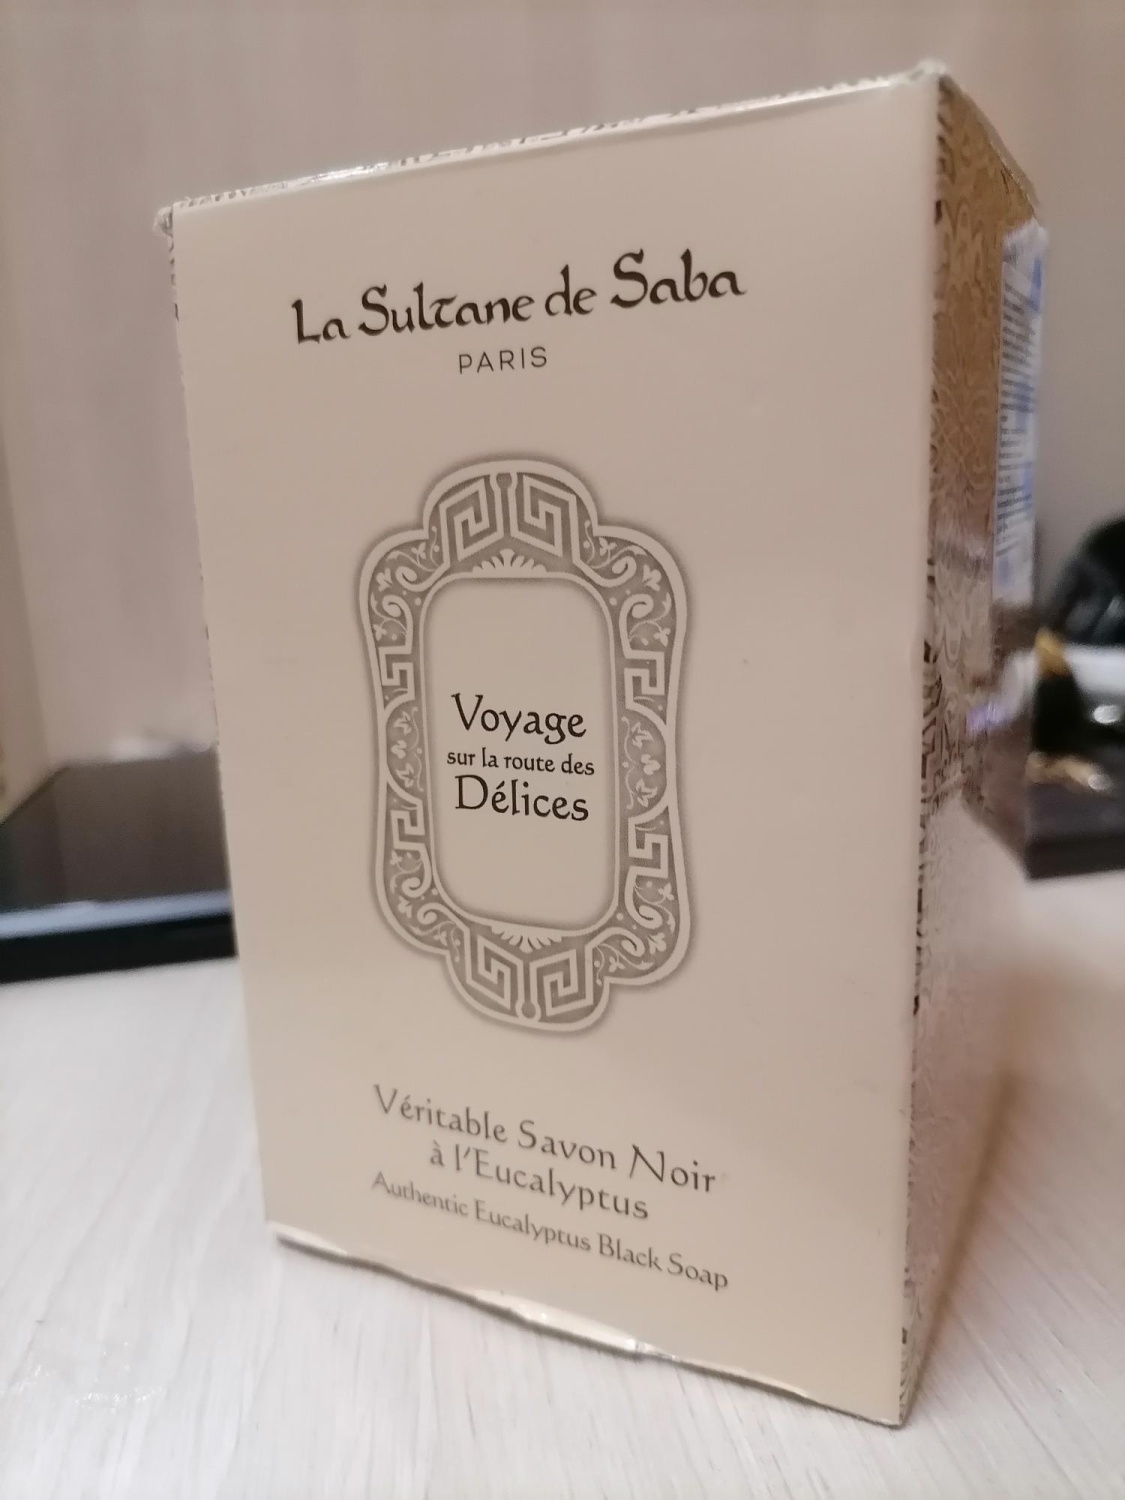 La Sultane de Saba
PARIS
Voyage
sur la route des
Délices
Véritable Savon Noir
à l'Eucalyptus
Authentic Eucalyptus Black Soap